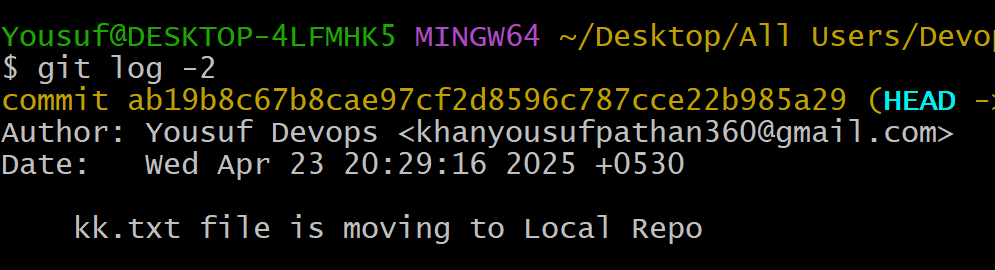 Yousuf@DESKTOP-4LFMHK5 MINGW64 ~/Desktop/All Users/Devop
$ git log -2
commit ab19b8c67b8cae97cf2d8596c787cce22b985a29 (HEAD ->
Author: Yousuf Devops <khanyousufpathan360@gmail.com>
Date:   Wed Apr 23 20:29:16 2025 +0530
    kk.txt file is moving to Local Repo